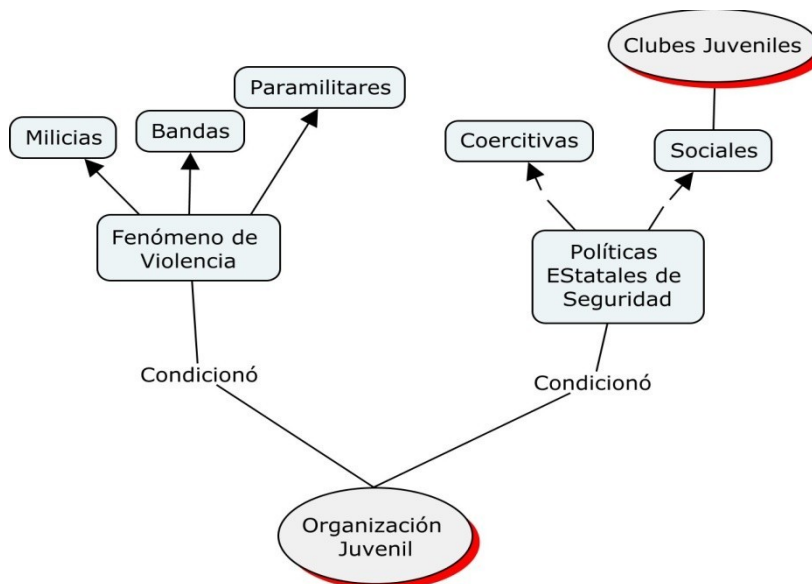 Clubes Juveniles
Paramilitares
Milicias
Bandas
Coercitivas
Sociales
Fenómeno de
Violencia
Políticas
EStatales de
Seguridad
Condicionó
Condicionó
Organización
Juvenil